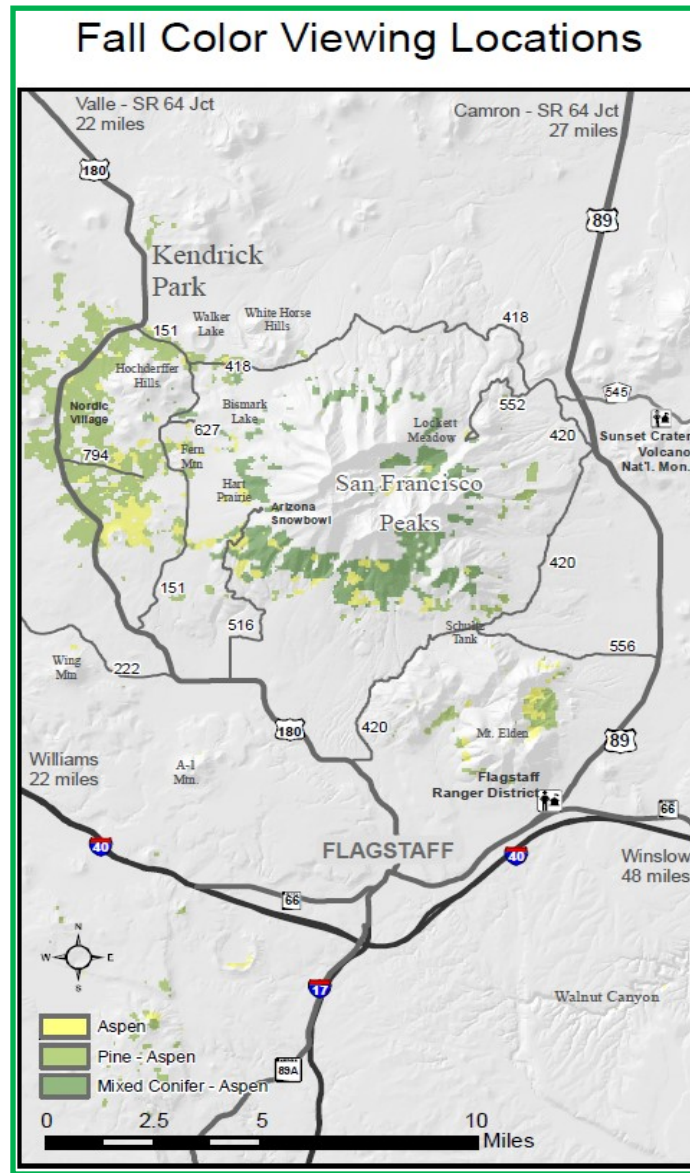 Fall Color Viewing Locations
Valle - SR 64 Jct
22 miles
Camron - SR 64 Jct
27 miles
180
89
Kendrick
Park
Walker
Lake
White Horse
Hills
418
151
418
Hochderffer
Hills
545
552
Nordic
Village
Bismark
Lake
Lockett
Meadow
420
Sunset Crater
Volcano
Nat'l. Mon.
627
Fern
Mtn
794
Hart
Prairie
San Francisco
Peaks
Arizona
Snowbowl
420
151
516
Schultz
Tank
556
Wing
Mtn
222
180
420
Mt. Elden
89
Williams
22 miles
A-1
Mtn.
Flagstaff
Ranger District
66
40
FLAGSTAFF
40
Winslow
48 miles
66
N
W
E
S
17
Walnut Canyon
Aspen
Pine - Aspen
Mixed Conifer - Aspen
89A
0
2.5
5
10
Miles